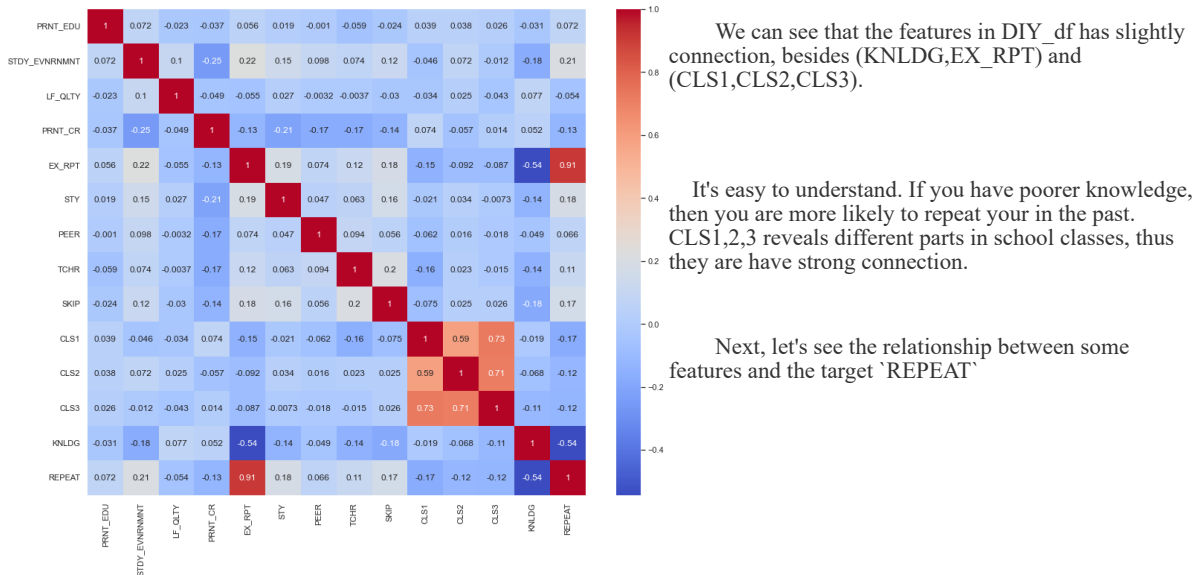 PRNT_EDU 1 0.072 -0.023 -0.037 0.056 0.019 -0.001 -0.059 -0.024 0.039 0.038 0.026 -0.031 0.072
STDY_EVNRNMNT 0.072 1 0.1 -0.25 0.22 0.15 0.098 0.074 0.12 -0.046 0.072 -0.012 -0.18 0.21
LF_QLTY -0.023 0.1 1 -0.049 -0.055 0.027 -0.0032 -0.0037 -0.03 -0.034 0.025 -0.043 0.077 -0.054
PRNT_CR -0.037 -0.25 -0.049 1 -0.13 -0.21 -0.17 -0.17 -0.14 0.074 -0.057 0.014 0.052 -0.13
EX_RPT 0.056 0.22 -0.055 -0.13 1 0.19 0.074 0.12 0.18 -0.15 -0.092 -0.087 -0.54 0.91
STY 0.019 0.15 0.027 -0.21 0.19 1 0.047 0.063 0.16 -0.021 0.034 -0.0073 -0.14 0.18
PEER -0.001 0.098 -0.0032 -0.17 0.074 0.047 1 0.094 0.056 -0.062 0.016 -0.018 -0.049 0.066
TCHR -0.059 0.074 -0.0037 -0.17 0.12 0.063 0.094 1 0.2 -0.16 0.023 -0.015 -0.14 0.11
SKIP -0.024 0.12 -0.03 -0.14 0.18 0.16 0.056 0.2 1 -0.075 0.025 0.026 -0.18 0.17
CLS1 0.039 -0.046 -0.034 0.074 -0.15 -0.021 -0.062 -0.16 -0.075 1 0.59 0.73 -0.019 -0.17
CLS2 0.038 0.072 0.025 -0.057 -0.092 0.034 0.016 0.023 0.025 0.59 1 0.71 -0.068 -0.12
CLS3 0.026 -0.012 -0.043 0.014 -0.087 -0.0073 -0.018 -0.015 0.026 0.73 0.71 1 -0.11 -0.12
KNLDG -0.031 -0.18 0.077 0.052 -0.54 -0.14 -0.049 -0.14 -0.18 -0.019 -0.068 -0.11 1 -0.54
REPEAT 0.072 0.21 -0.054 -0.13 0.91 0.18 0.066 0.11 0.17 -0.17 -0.12 -0.12 -0.54 1
PRNT_EDU STDY_EVNRNMNT LF_QLTY PRNT_CR EX_RPT STY PEER TCHR SKIP CLS1 CLS2 CLS3 KNLDG REPEAT
1.0
0.8
0.6
0.4
0.2
0.0
-0.2
-0.4
We can see that the features in DIY_df has slightly
connection, besides (KNLDG,EX_RPT) and
(CLS1,CLS2,CLS3).
It's easy to understand. If you have poorer knowledge,
then you are more likely to repeat your in the past.
CLS1,2,3 reveals different parts in school classes, thus
they are have strong connection.
Next, let's see the relationship between some
features and the target `REPEAT`